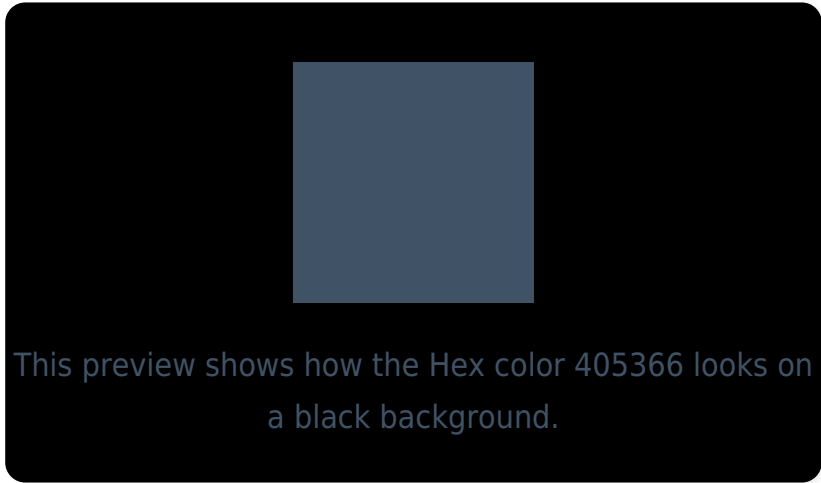 This preview shows how the Hex color 405366 looks on
a black background.